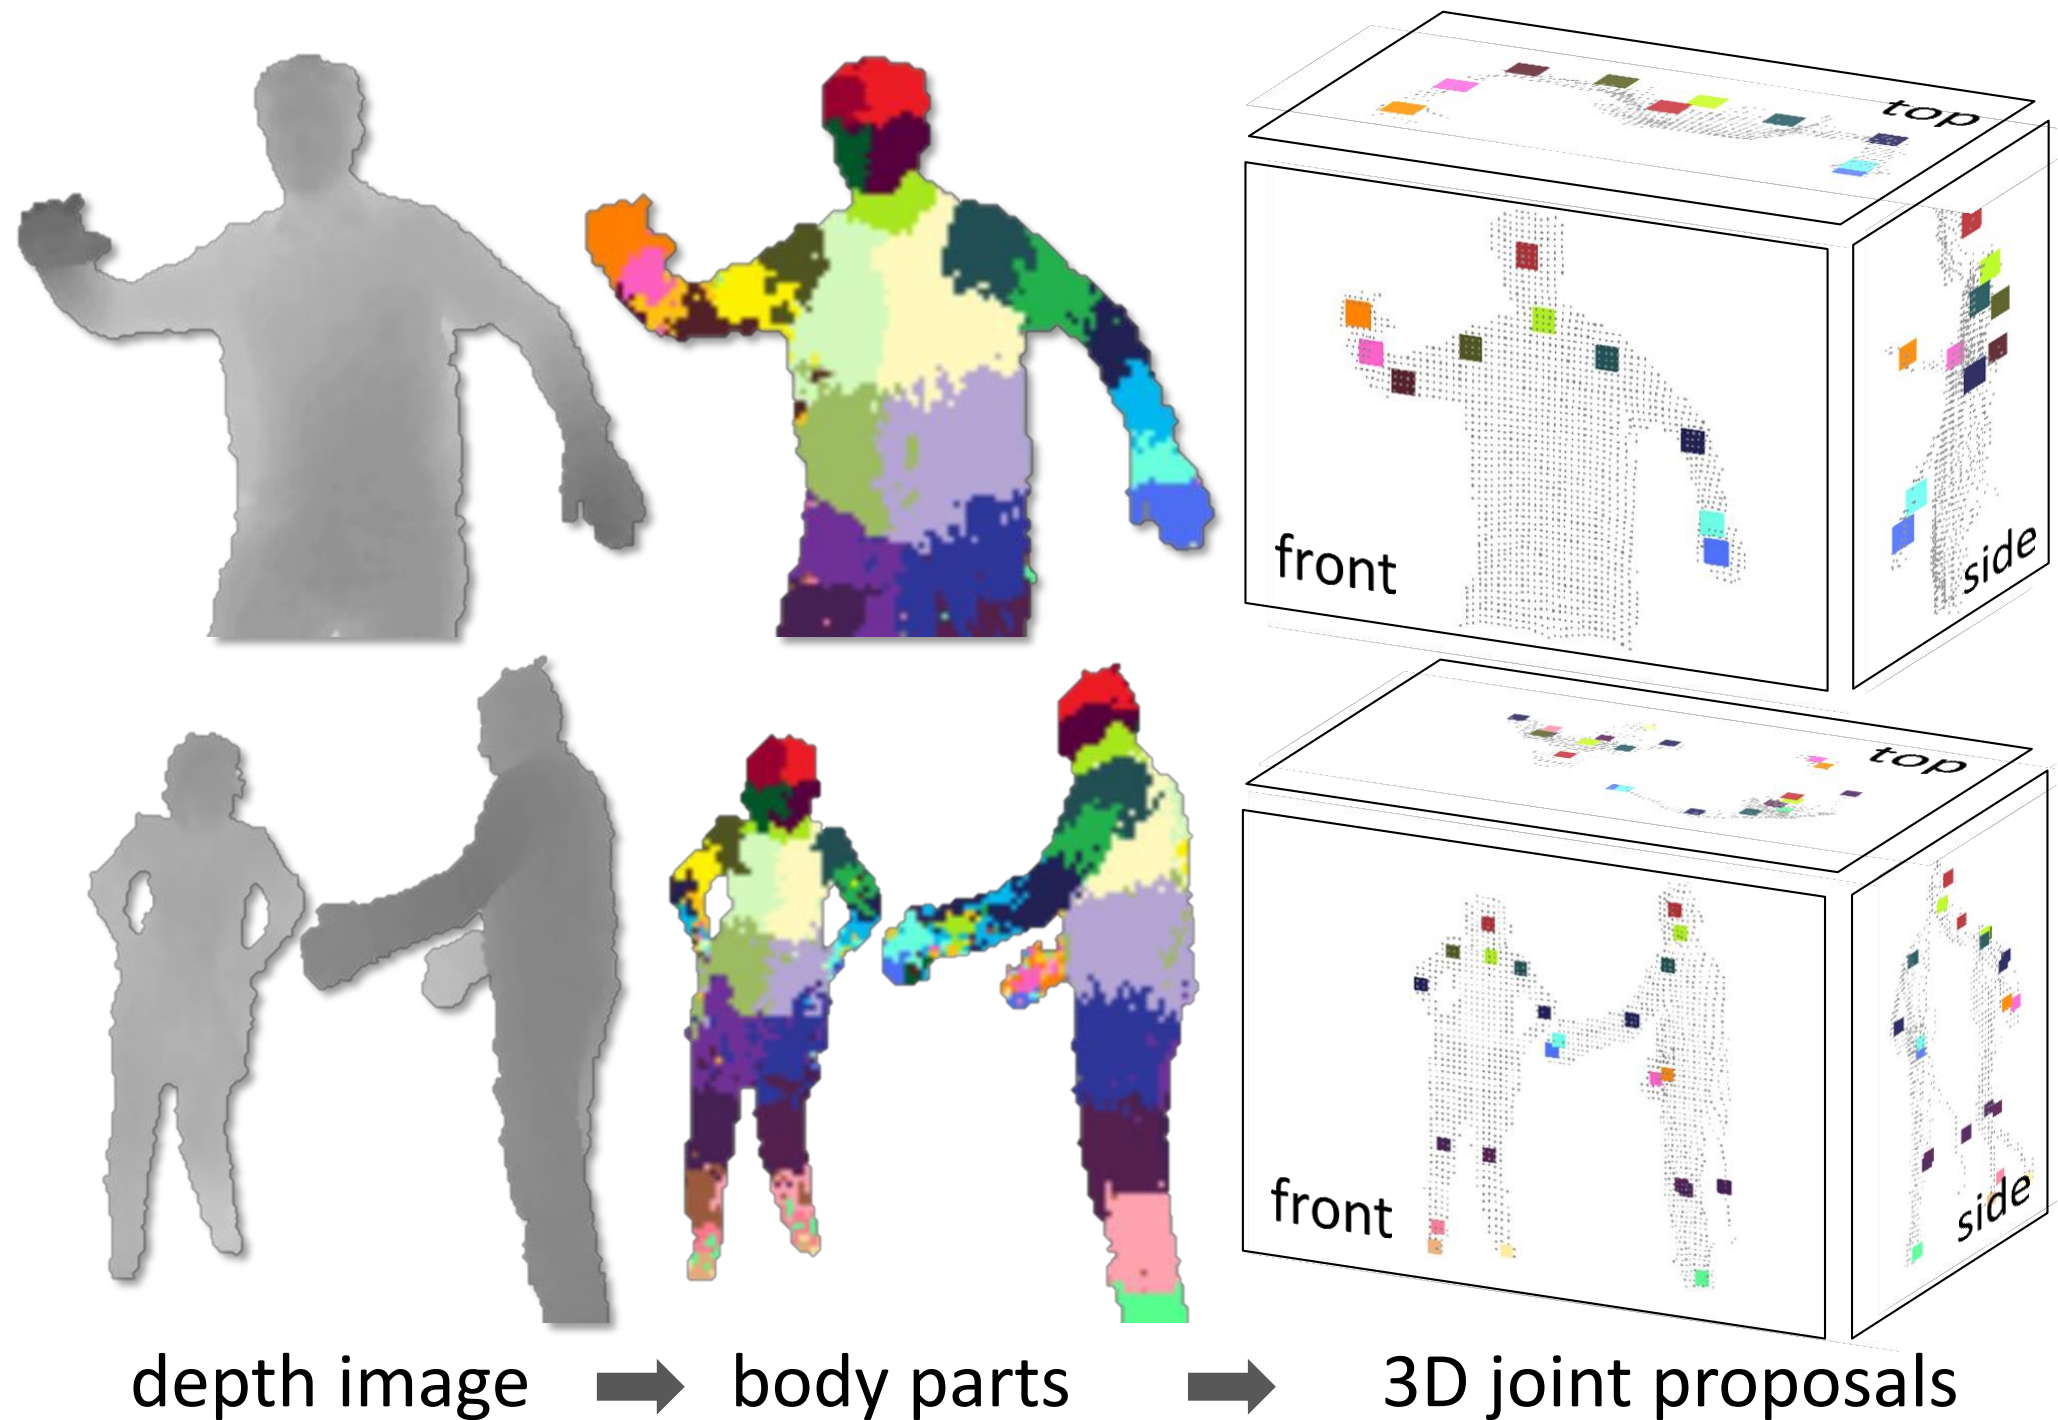 top
front
side
top
front
side
depth image
body parts
3D joint proposals